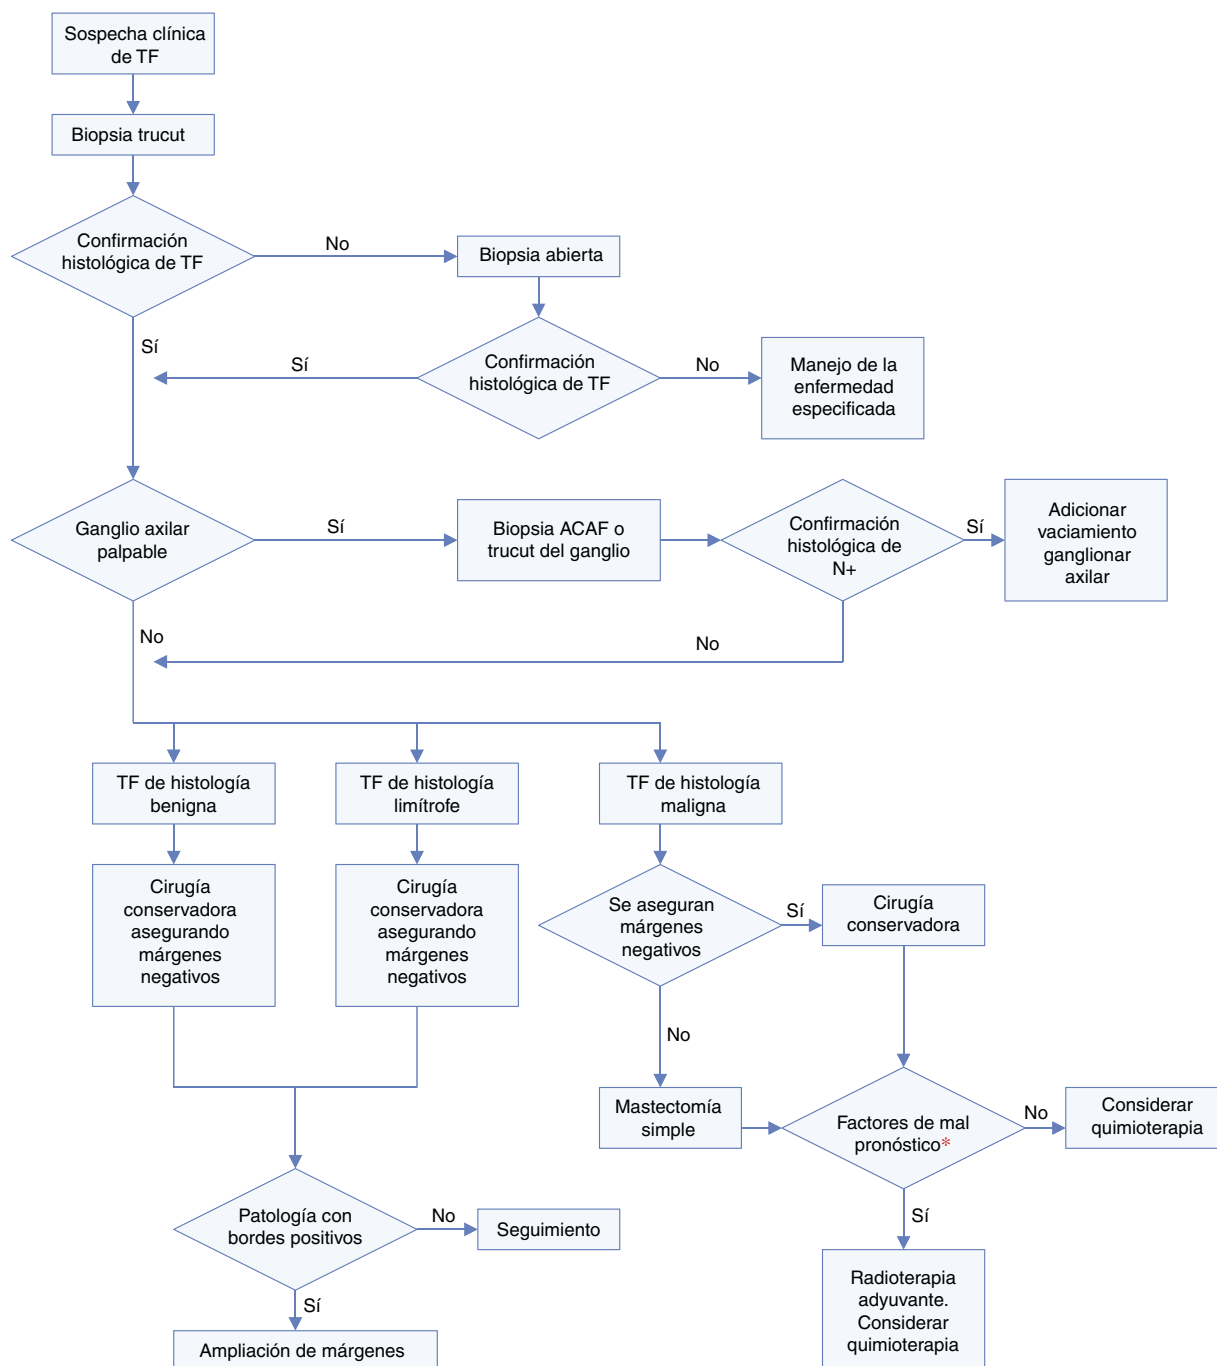 Sospecha clínica
de TF
Biopsia trucut
Confirmación
histológica de TF
No
Biopsia abierta
Sí
Sí
Confirmación
histológica de TF
No
Manejo de la
enfermedad
especificada
Ganglio axilar
palpable
Sí
Biopsia ACAF o
trucut del ganglio
Confirmación
histológica de
N+
Sí
Adicionar
vaciamiento
ganglionar
axilar
No
No
TF de histología
benigna
TF de histología
limítrofe
TF de histología
maligna
Cirugía
conservadora
asegurando
márgenes
negativos
Cirugía
conservadora
asegurando
márgenes
negativos
Se aseguran
márgenes
negativos
Sí
Cirugía
conservadora
No
Mastectomía
simple
Factores de mal
pronóstico*
No
Considerar
quimioterapia
Patología con
bordes positivos
No
Seguimiento
Sí
Sí
Ampliación de márgenes
Radioterapia
adyuvante.
Considerar
quimioterapia